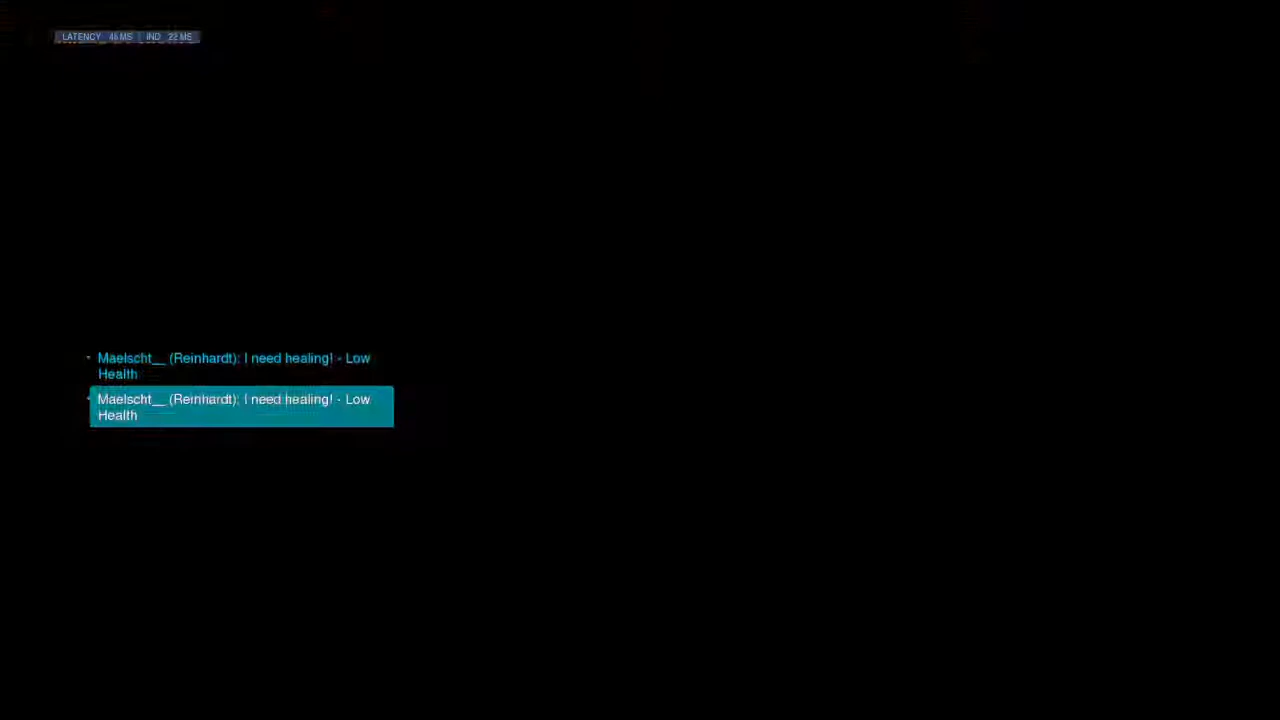 LATENCY 46 MS | IND 22 MS
Maelscht__ (Reinhardt): I need healing! - Low
Health
Maelscht__ (Reinhardt): I need healing! - Low
Health